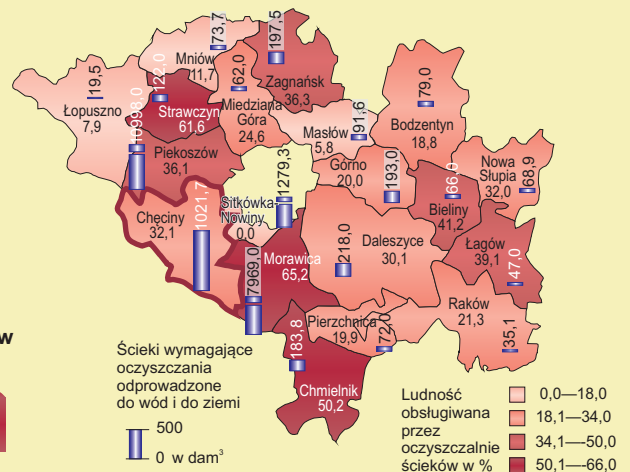 73,7
Mniów
11,7
197,5
Zagnańsk
36,3
19,5
Łopuszno
7,9
122,0
Strawczyn
61,6
62,0
Miedziana
Góra
24,6
10998,0
Piekoszów
36,1
91,6
Masłów
5,8
79,0
Bodzentyn
18,8
Górno
20,0
193,0
Nowa
Słupia
32,0
68,9
66,0
Bieliny
41,2
1279,3
Sitkówka-
Nowiny
0,0
Chęciny
32,1
1021,7
7969,0
Morawica
65,2
218,0
Daleszyce
30,1
Łagów
39,1
47,0
Raków
21,3
35,1
Pierzchnica
19,9
72,0
183,8
Chmielnik
50,2
w
Ścieki wymagające
oczyszczania
odprowadzone
do wód i do ziemi
500
0 w dam³
Ludność
obsługiwana
przez
oczyszczalnie
ścieków w %
0,0—18,0
18,1—34,0
34,1—50,0
50,1—-66,0